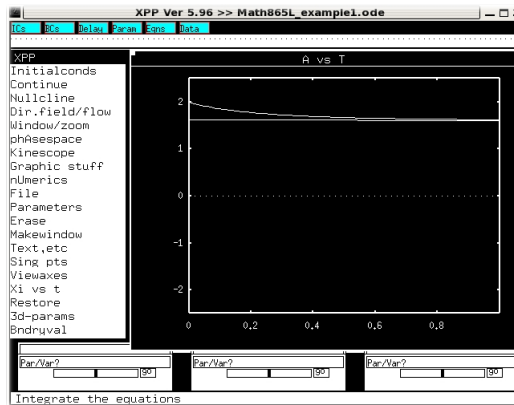 XPP Ver 5.96 >> Math865L_example1.ode
ICs BCs Delay Param Eqns Data
XPP
Initialconds
Continue
Nullcline
Dir.field/flow
Window/zoom
phAsespace
Kinescope
Graphic stuff
nUmerics
File
Parameters
Erase
Makewindow
Text,etc
Sing pts
Viewaxes
Xi vs t
Restore
3d-params
Bndryval
A vs T
2
1
0
-1
-2
0 0.2 0.4 0.6 0.8
Par/Var? Par/Var? Par/Var?
go go go
Integrate the equations